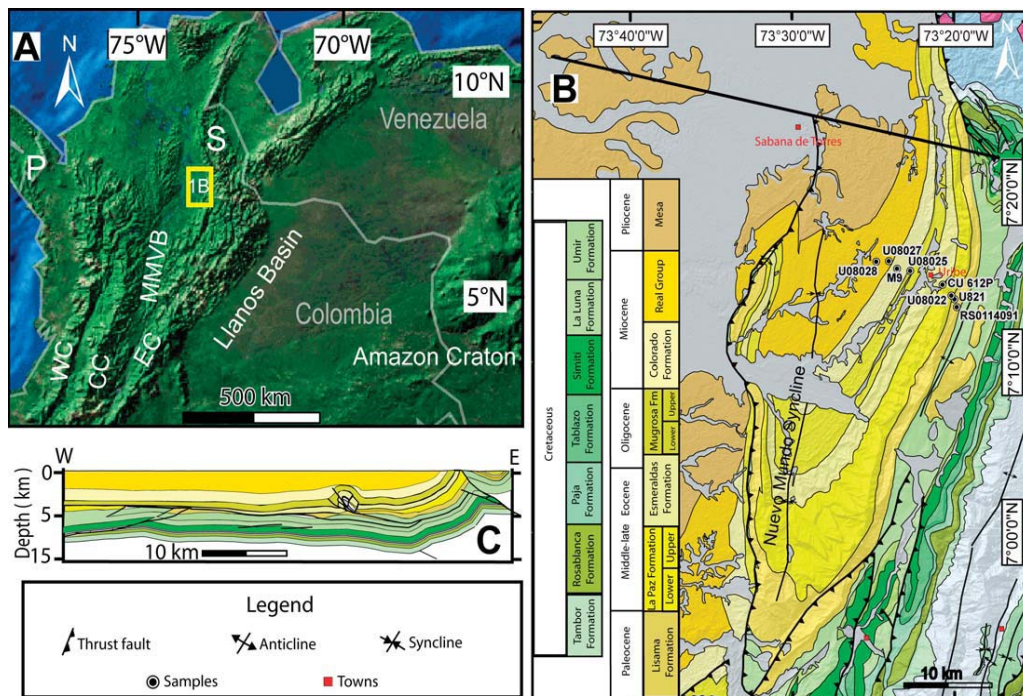 A
N
75°W
70°W
10°N
Venezuela
P
S
1B
MMVB
Llanos Basin
5°N
Colombia
WC
CC
EC
Amazon Craton
500 km
W
E
0
5
15
Depth (km)
10 km
C
Legend
Thrust fault
Anticline
Syncline
Samples
Towns
73°40'0"W
73°30'0"W
73°20'0"W
B
N
Sabana de Torres
7°20'0"N
7°10'0"N
7°00'0"N
U08027
U08025
U08028
M9
Uribe
CU 612P
U08022
U821
RS0114091
Nuevo Mundo Syncline
10 km
Cretaceous
Umir Formation
La Luna Formation
Simiti Formation
Tablazo Formation
Paja Formation
Rosablanca Formation
Tambor Formation
Pliocene
Mesa
Miocene
Real Group
Colorado Formation
Oligocene
Mugrosa Fm
Upper
Lower
Eocene
Esmeraldas Formation
Middle-late
La Paz Formation
Upper
Lower
Paleocene
Lisama Formation